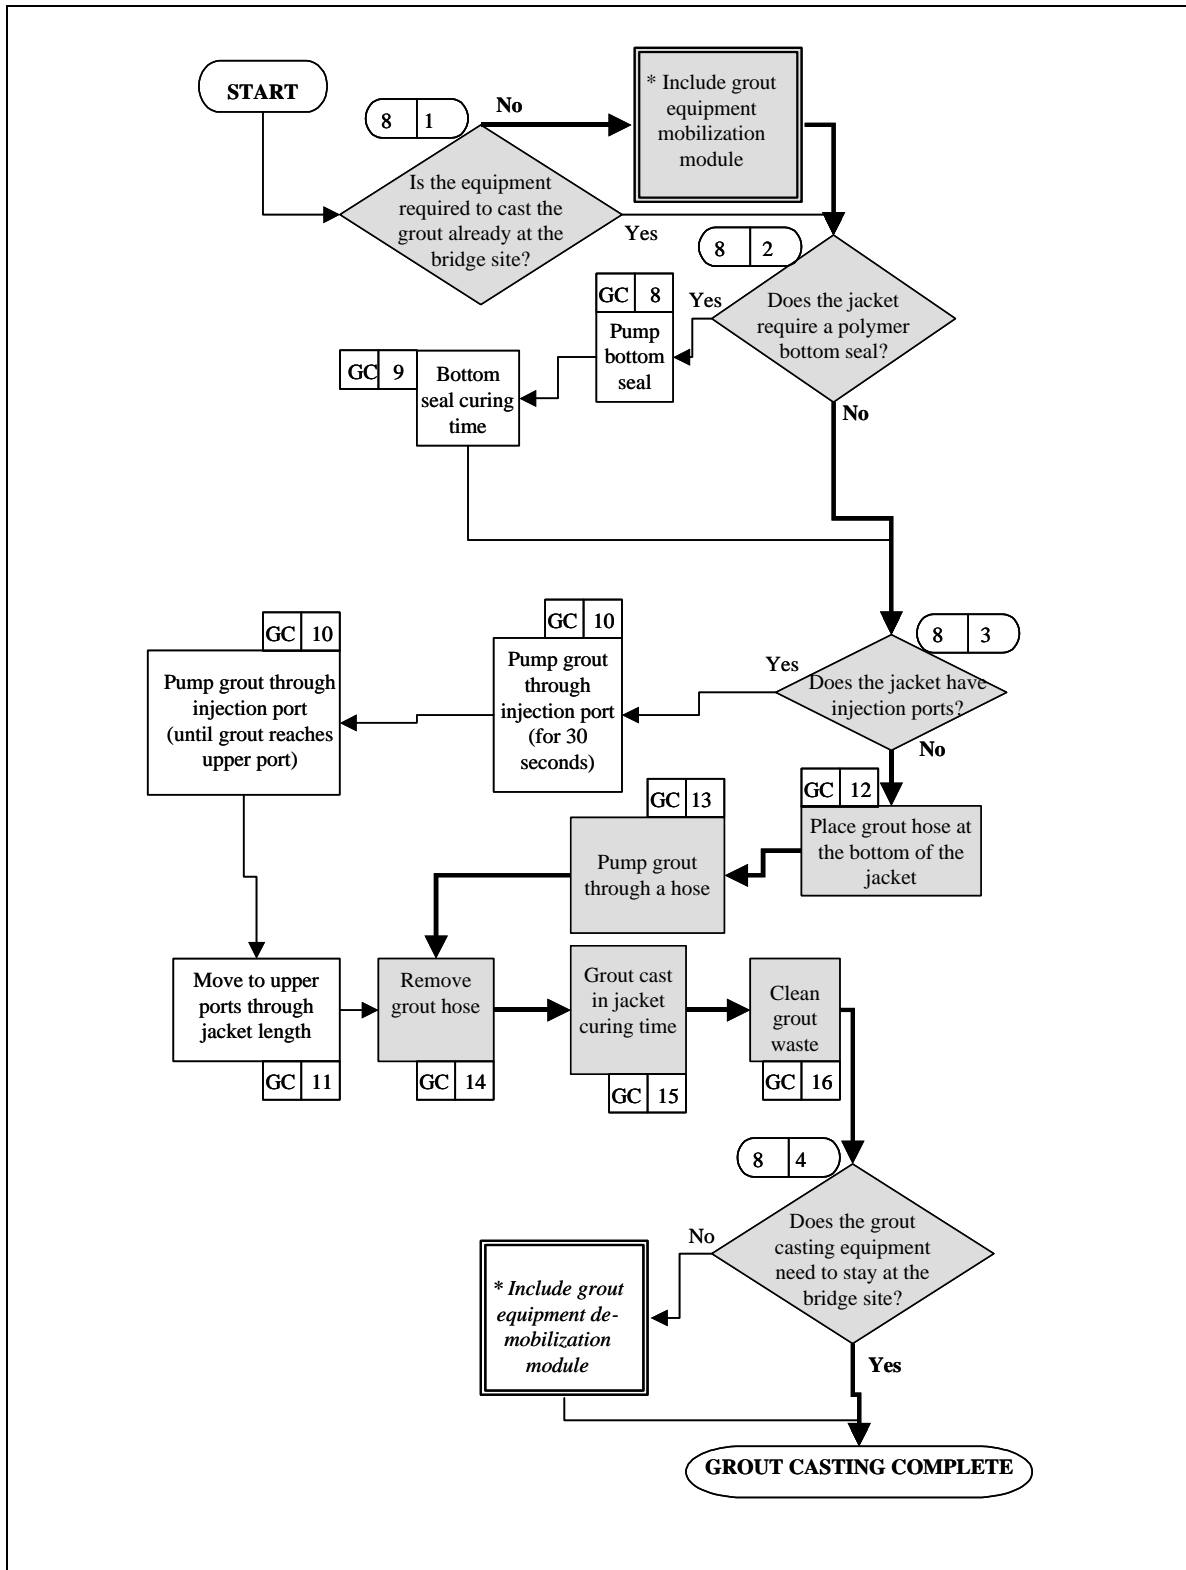 START
8 1
No
* Include grout
equipment
mobilization
module
Is the equipment
required to cast the
grout already at the
bridge site?
Yes
8 2
Does the jacket
require a polymer
bottom seal?
Yes
GC 8
Pump
bottom
seal
GC 9
Bottom
seal curing
time
No
8 3
Does the jacket have
injection ports?
Yes
GC 10
Pump grout
through
injection port
(for 30
seconds)
GC 10
Pump grout through
injection port
(until grout reaches
upper port)
No
GC 12
Place grout hose at
the bottom of the
jacket
GC 13
Pump grout
through a hose
Move to upper
ports through
jacket length
GC 11
Remove
grout hose
GC 14
Grout cast
in jacket
curing time
GC 15
Clean
grout
waste
GC 16
8 4
Does the grout
casting equipment
need to stay at the
bridge site?
No
* Include grout
equipment de-
mobilization
module
Yes
GROUT CASTING COMPLETE